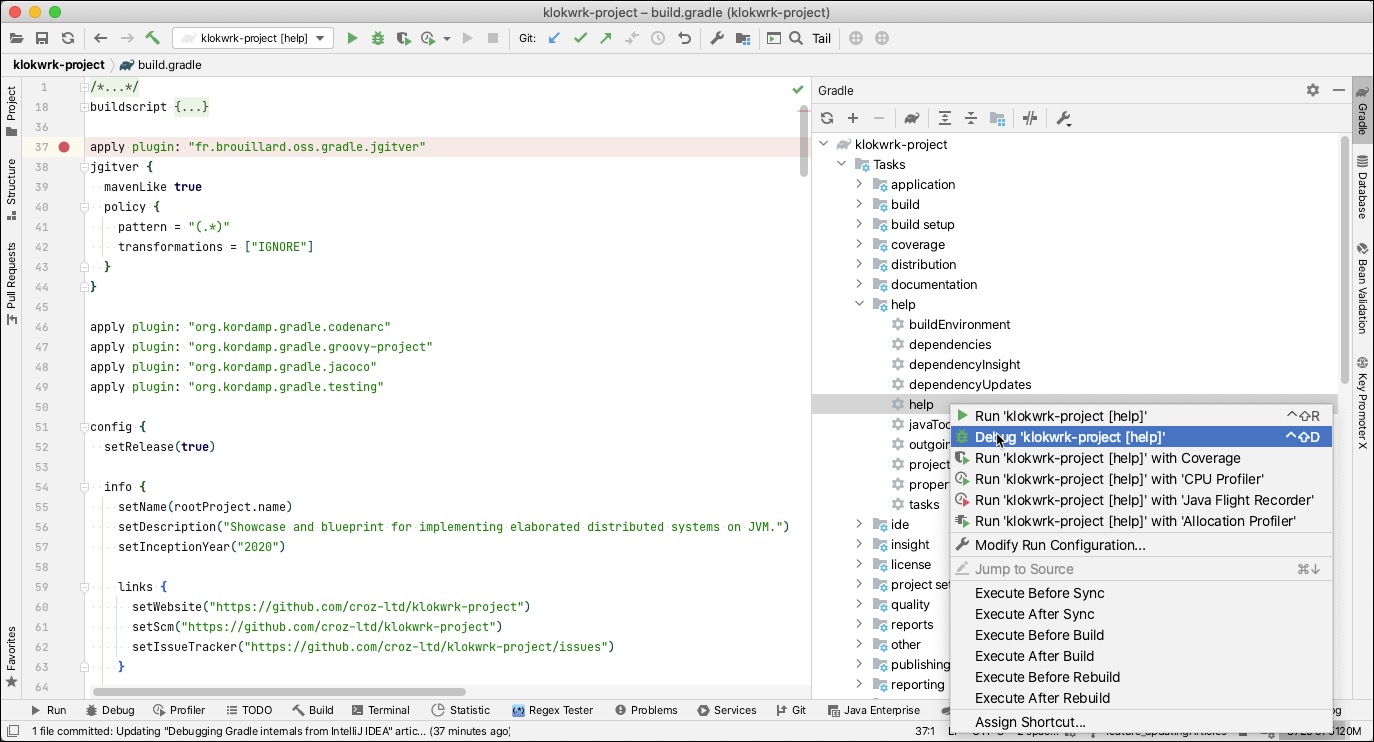 klokwrk-project – build.gradle (klokwrk-project)
klokwrk-project [help]
Git:
Tail
klokwrk-project
build.gradle
Project
Structure
Pull Requests
Favorites
1 /*...*/
18 buildscript {...}
36
37 apply plugin: "fr.brouillard.oss.gradle.jgitver"
38 jgitver {
39 mavenLike true
40 policy {
41 pattern = "(.*)"
42 transformations = ["IGNORE"]
43 }
44 }
45
46 apply plugin: "org.kordamp.gradle.codenarc"
47 apply plugin: "org.kordamp.gradle.groovy-project"
48 apply plugin: "org.kordamp.gradle.jacoco"
49 apply plugin: "org.kordamp.gradle.testing"
50
51 config {
52 setRelease(true)
53
54 info {
55 setName(rootProject.name)
56 setDescription("Showcase and blueprint for implementing elaborated distributed systems on JVM.")
57 setInceptionYear("2020")
58
59 links {
60 setWebsite("https://github.com/croz-ltd/klokwrk-project")
61 setScm("https://github.com/croz-ltd/klokwrk-project")
62 setIssueTracker("https://github.com/croz-ltd/klokwrk-project/issues")
63 }
64
Gradle
klokwrk-project
Tasks
application
build
build setup
coverage
distribution
documentation
help
buildEnvironment
dependencies
dependencyInsight
dependencyUpdates
help
javaToo
outgoin
project
proper
tasks
ide
insight
license
project set
quality
reports
other
publishing
reporting
Run 'klokwrk-project [help]' ⌃⇧R
Debug 'klokwrk-project [help]' ⌃⇧D
Run 'klokwrk-project [help]' with Coverage
Run 'klokwrk-project [help]' with 'CPU Profiler'
Run 'klokwrk-project [help]' with 'Java Flight Recorder'
Run 'klokwrk-project [help]' with 'Allocation Profiler'
Modify Run Configuration...
Jump to Source ⌘↓
Execute Before Sync
Execute After Sync
Execute Before Build
Execute After Build
Execute Before Rebuild
Execute After Rebuild
Assign Shortcut...
Gradle
Database
Bean Validation
Key Promoter X
Run
Debug
Profiler
TODO
Build
Terminal
Statistic
Regex Tester
Problems
Services
Git
Java Enterprise
1 file committed: Updating "Debugging Gradle internals from IntelliJ IDEA" artic... (37 minutes ago)
37:1